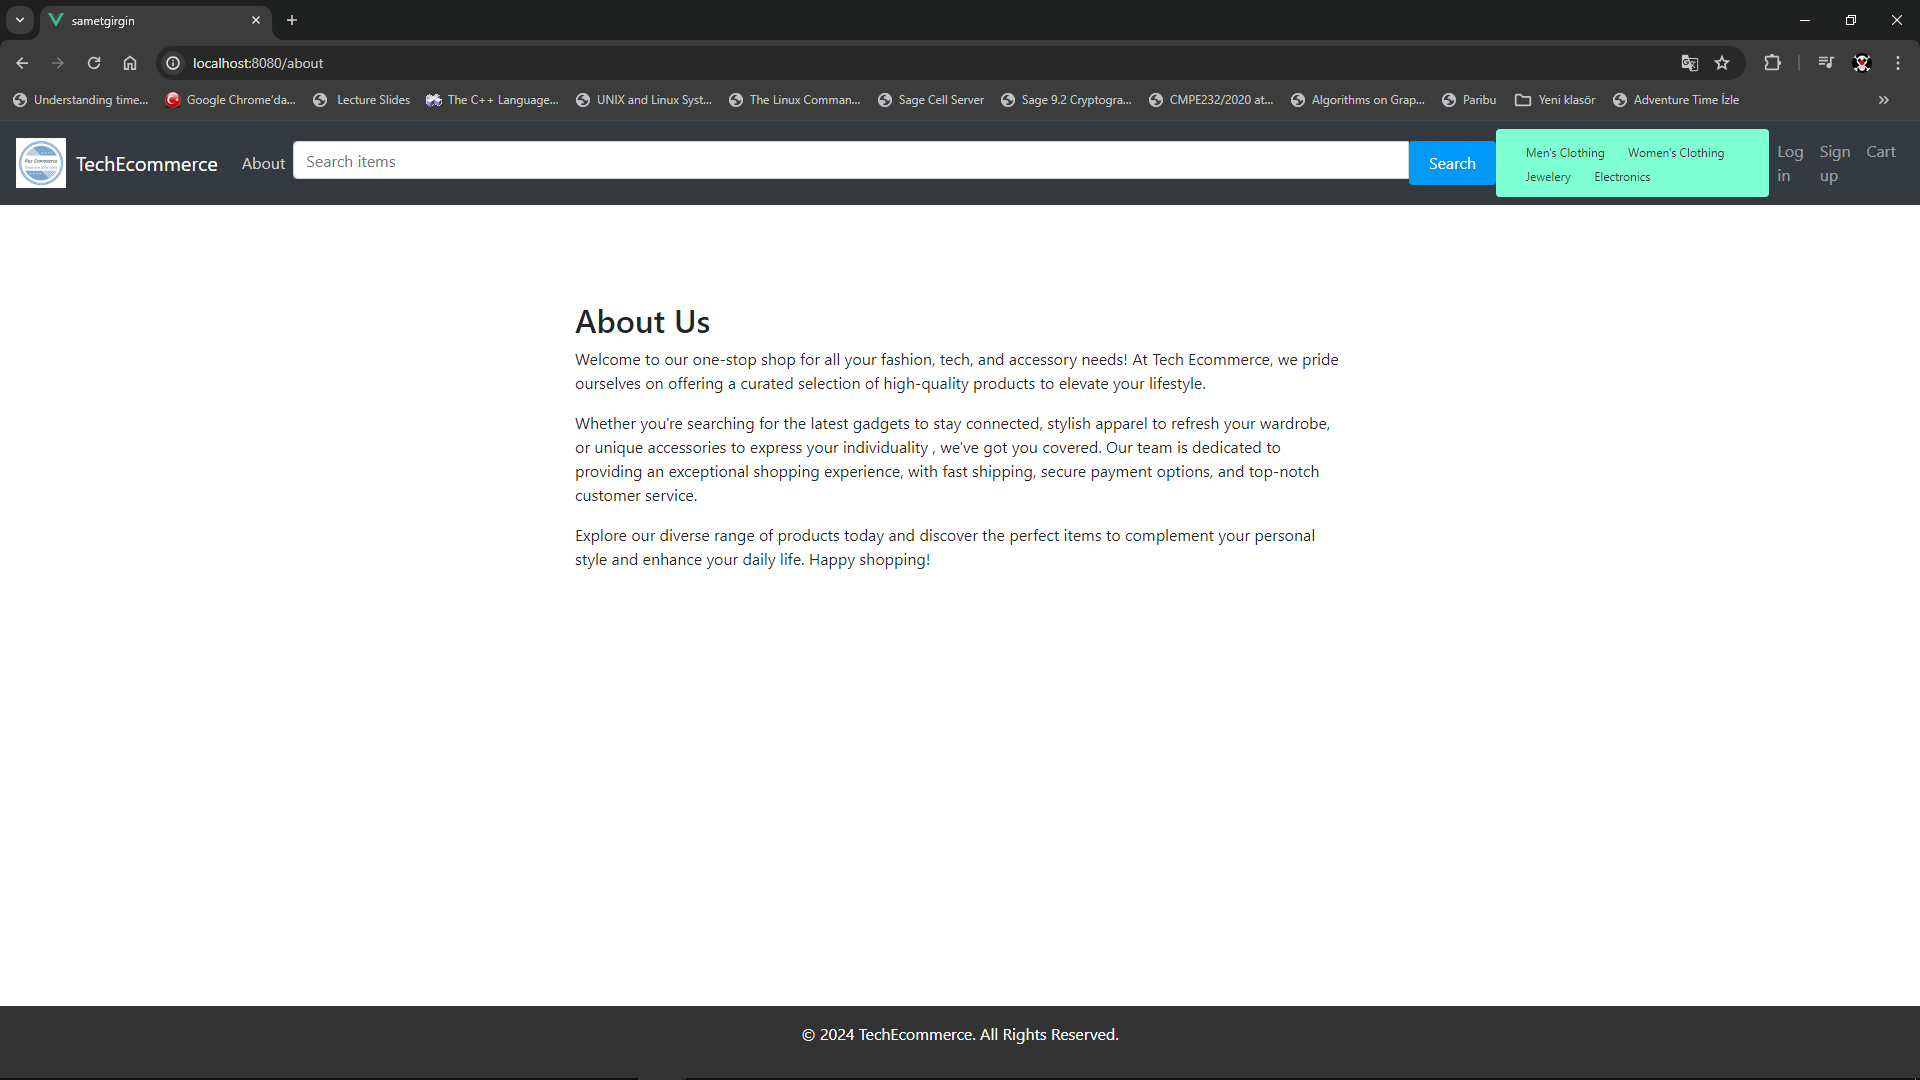 sametgirgin
localhost:8080/about
Understanding time...
Google Chrome'da...
Lecture Slides
The C++ Language...
UNIX and Linux Syst...
The Linux Comman...
Sage Cell Server
Sage 9.2 Cryptogra...
CMPE232/2020 at...
Algorithms on Grap...
Paribu
Yeni klasör
Adventure Time İzle
TechEcommerce
About
Search items
Search
Men's Clothing Women's Clothing
Jewelery Electronics
Log
in
Sign
up
Cart
About Us
Welcome to our one-stop shop for all your fashion, tech, and accessory needs! At Tech Ecommerce, we pride
ourselves on offering a curated selection of high-quality products to elevate your lifestyle.
Whether you're searching for the latest gadgets to stay connected, stylish apparel to refresh your wardrobe,
or unique accessories to express your individuality , we've got you covered. Our team is dedicated to
providing an exceptional shopping experience, with fast shipping, secure payment options, and top-notch
customer service.
Explore our diverse range of products today and discover the perfect items to complement your personal
style and enhance your daily life. Happy shopping!
© 2024 TechEcommerce. All Rights Reserved.